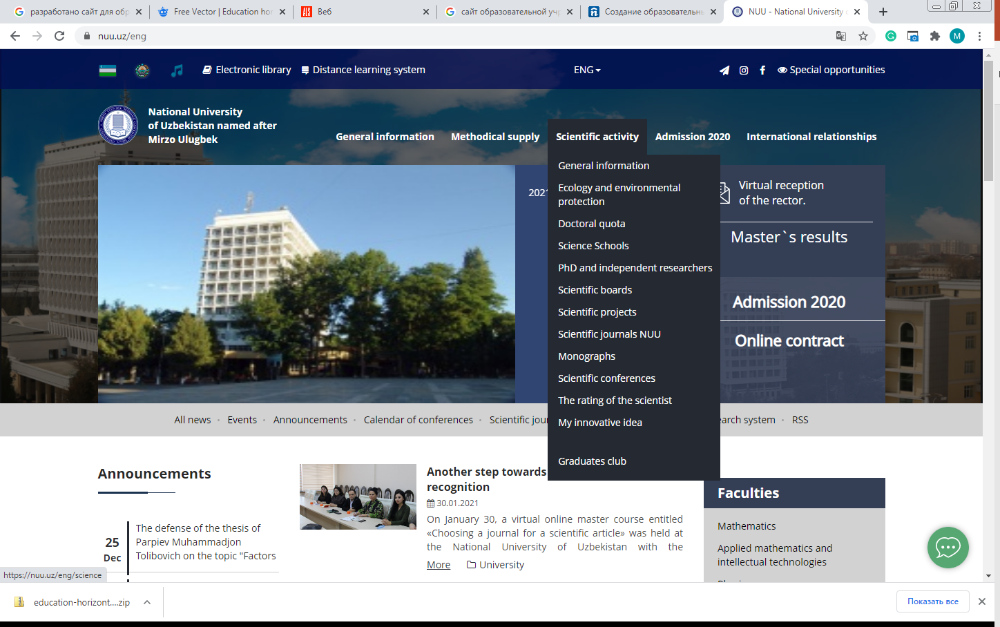 разработано сайт для обр
Free Vector | Education hor
Веб
сайт образовательной учр
Создание образовательны
NUU - National University
nuu.uz/eng
M
Electronic library
Distance learning system
ENG
Special opportunities
National University
of Uzbekistan named after
Mirzo Ulugbek
General information
Methodical supply
Scientific activity
Admission 2020
International relationships
General information
Ecology and environmental
protection
Doctoral quota
Science Schools
PhD and independent researchers
Scientific boards
Scientific projects
Scientific journals NUU
Monographs
Scientific conferences
The rating of the scientist
My innovative idea
Graduates club
2021
Virtual reception
of the rector.
Master`s results
Admission 2020
Online contract
All news
Events
Announcements
Calendar of conferences
Scientific jour
earch system
RSS
Announcements
25
Dec
The defense of the thesis of
Parpiev Muhammadjon
Tolibovich on the topic "Factors
Another step towards
recognition
30.01.2021
On January 30, a virtual online master course entitled
«Choosing a journal for a scientific article» was held at
the National University of Uzbekistan with the
More
University
Faculties
Mathematics
Applied mathematics and
intellectual technologies
https://nuu.uz/eng/science
education-horizont....zip
Показать все